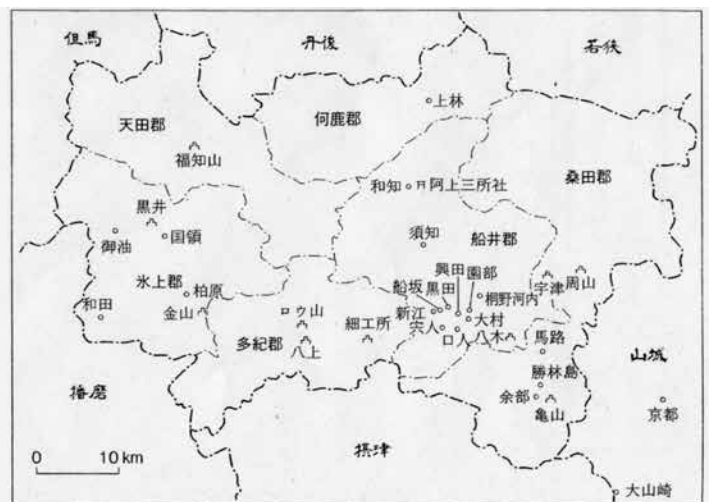 但馬
丹後
若狭
天田郡
何鹿郡
上林
福知山
桑田郡
和知
阿上三所社
黒井
須知
船井郡
御油
国領
興田
園部
氷上郡
柏原
船坂
黒田
桐野河内
宇津
周山
和田
金山
ロウ山
細工所
新江
宍人
大村
口人
八木
馬路
多紀郡
八上
山城
勝林島
播磨
余部
亀山
京都
摂津
0
10km
大山崎